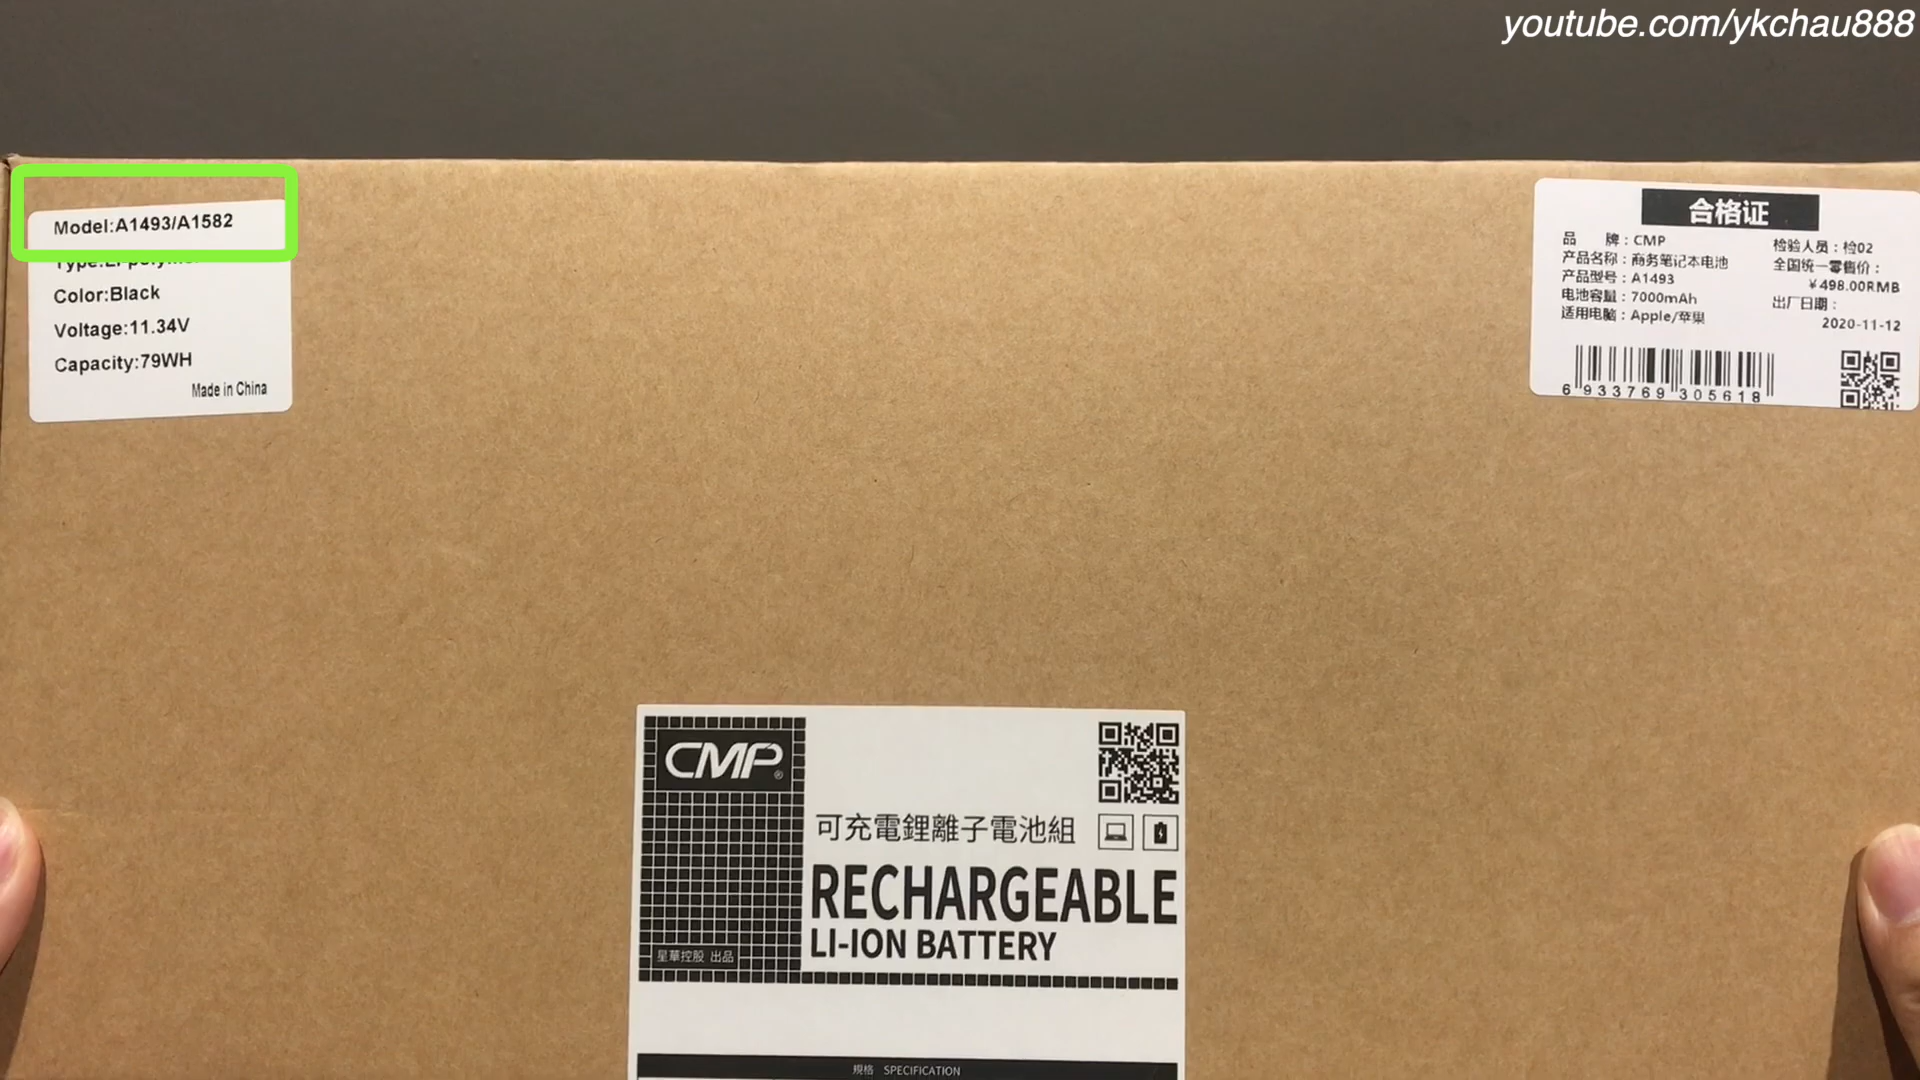 youtube.com/ykchau888
Model:A1493/A1582
Color:Black
Voltage:11.34V
Capacity:79WH
Made in China
合格证
品 牌：CMP
产品名称：商务笔记本电池
产品型号：A1493
电池容量：7000mAh
适用电脑：Apple/苹果
检验人员：检02
全国统一零售价：
￥498.00RMB
出厂日期：
2020-11-12
6 933769 305618
CMP®
可充電鋰離子電池組
RECHARGEABLE
LI-ION BATTERY
星華控股 出品
規格 SPECIFICATION